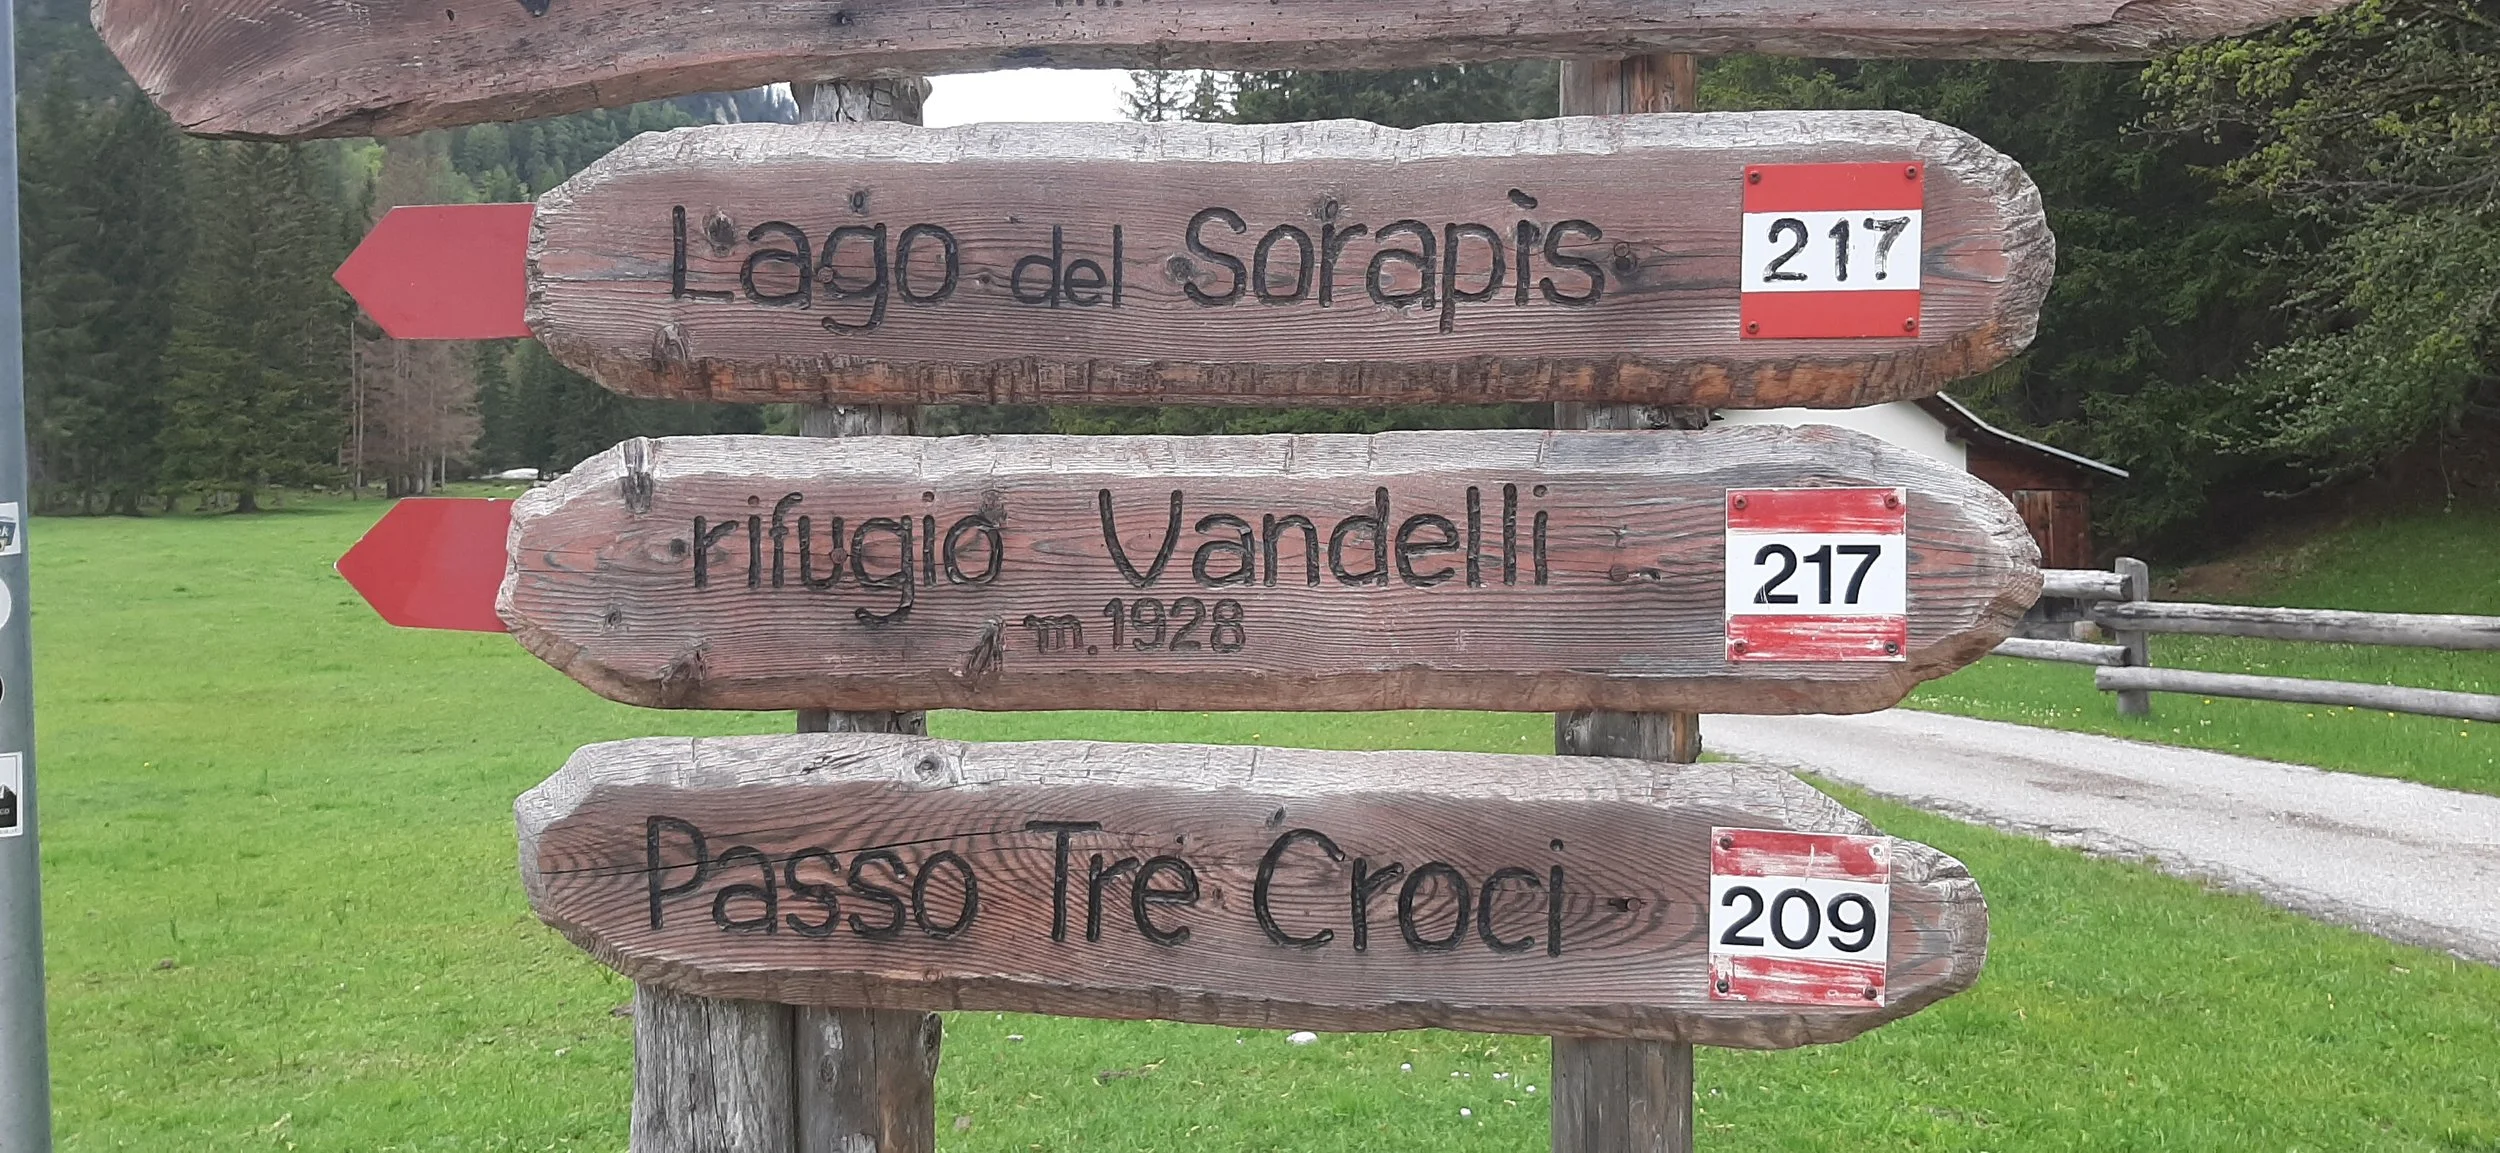 Lago del Sorapìs 217
rifugio Vandelli 217
m. 1928
Passo Tre Croci 209